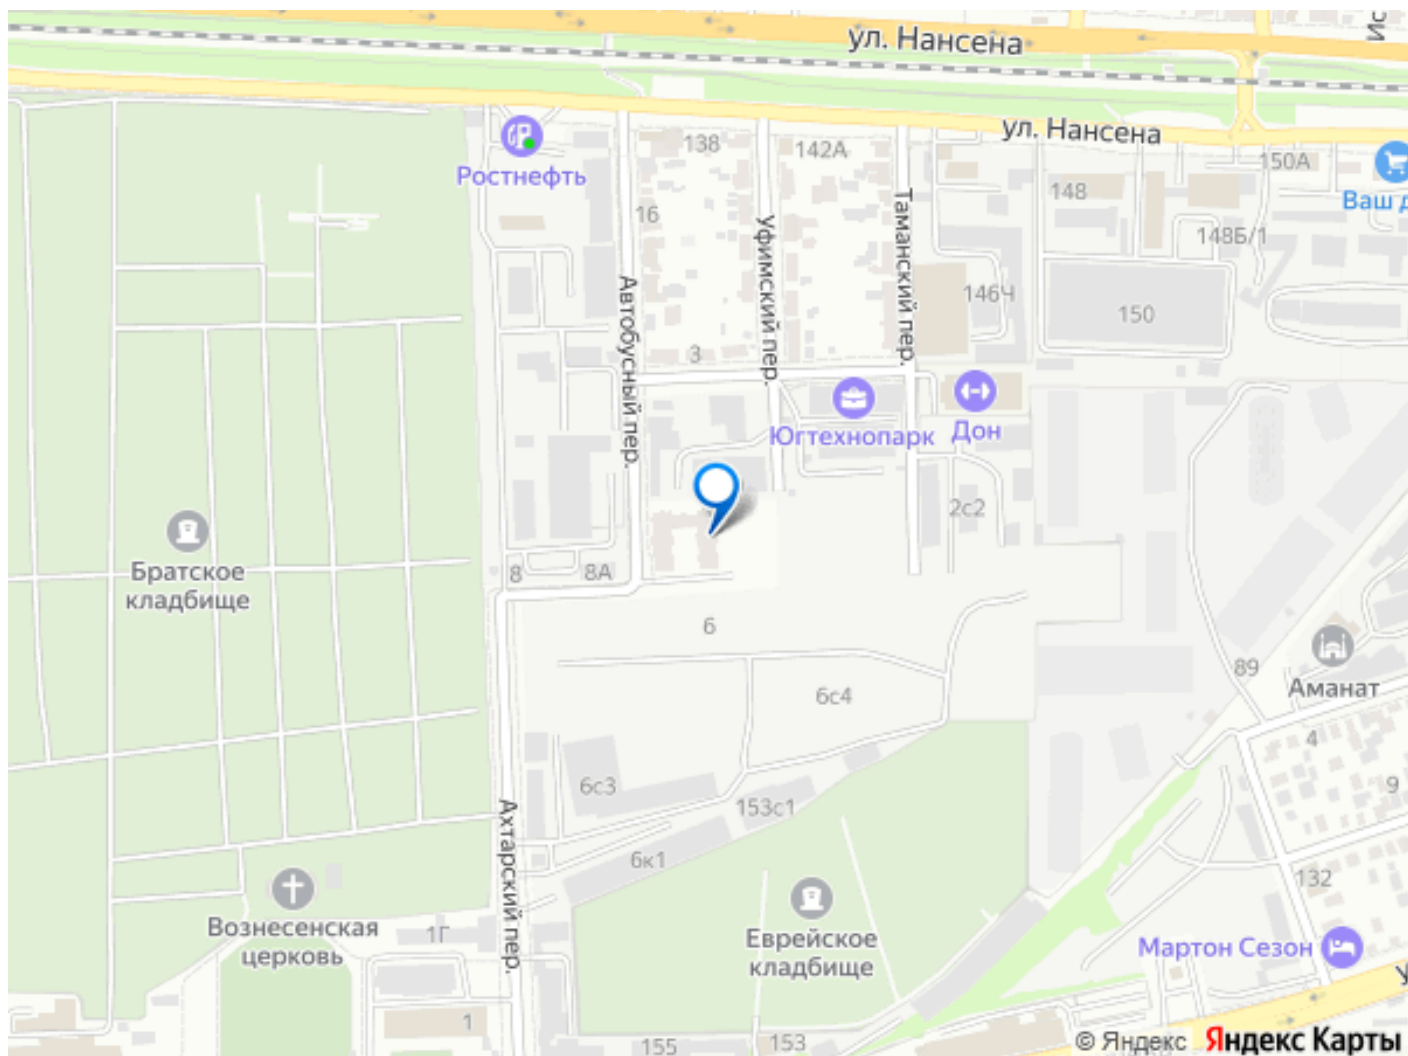 ул. Нансена
Ис
ул. Нансена
138
142А
150А
Ростнефть
148
Ваш д
16
148Б/1
Уфимский пер.
Таманский пер.
Автобусный пер.
146Ч
150
3
Югтехнопарк
Дон
2с2
Братское
кладбище
8
8А
6
89
Аманат
6с4
4
6с3
153с1
9
Ахтарский пер.
6к1
132
Вознесенская
церковь
1Г
Еврейское
кладбище
Мартон Сезон
У
1
155
153
© Яндекс Яндекс Карты